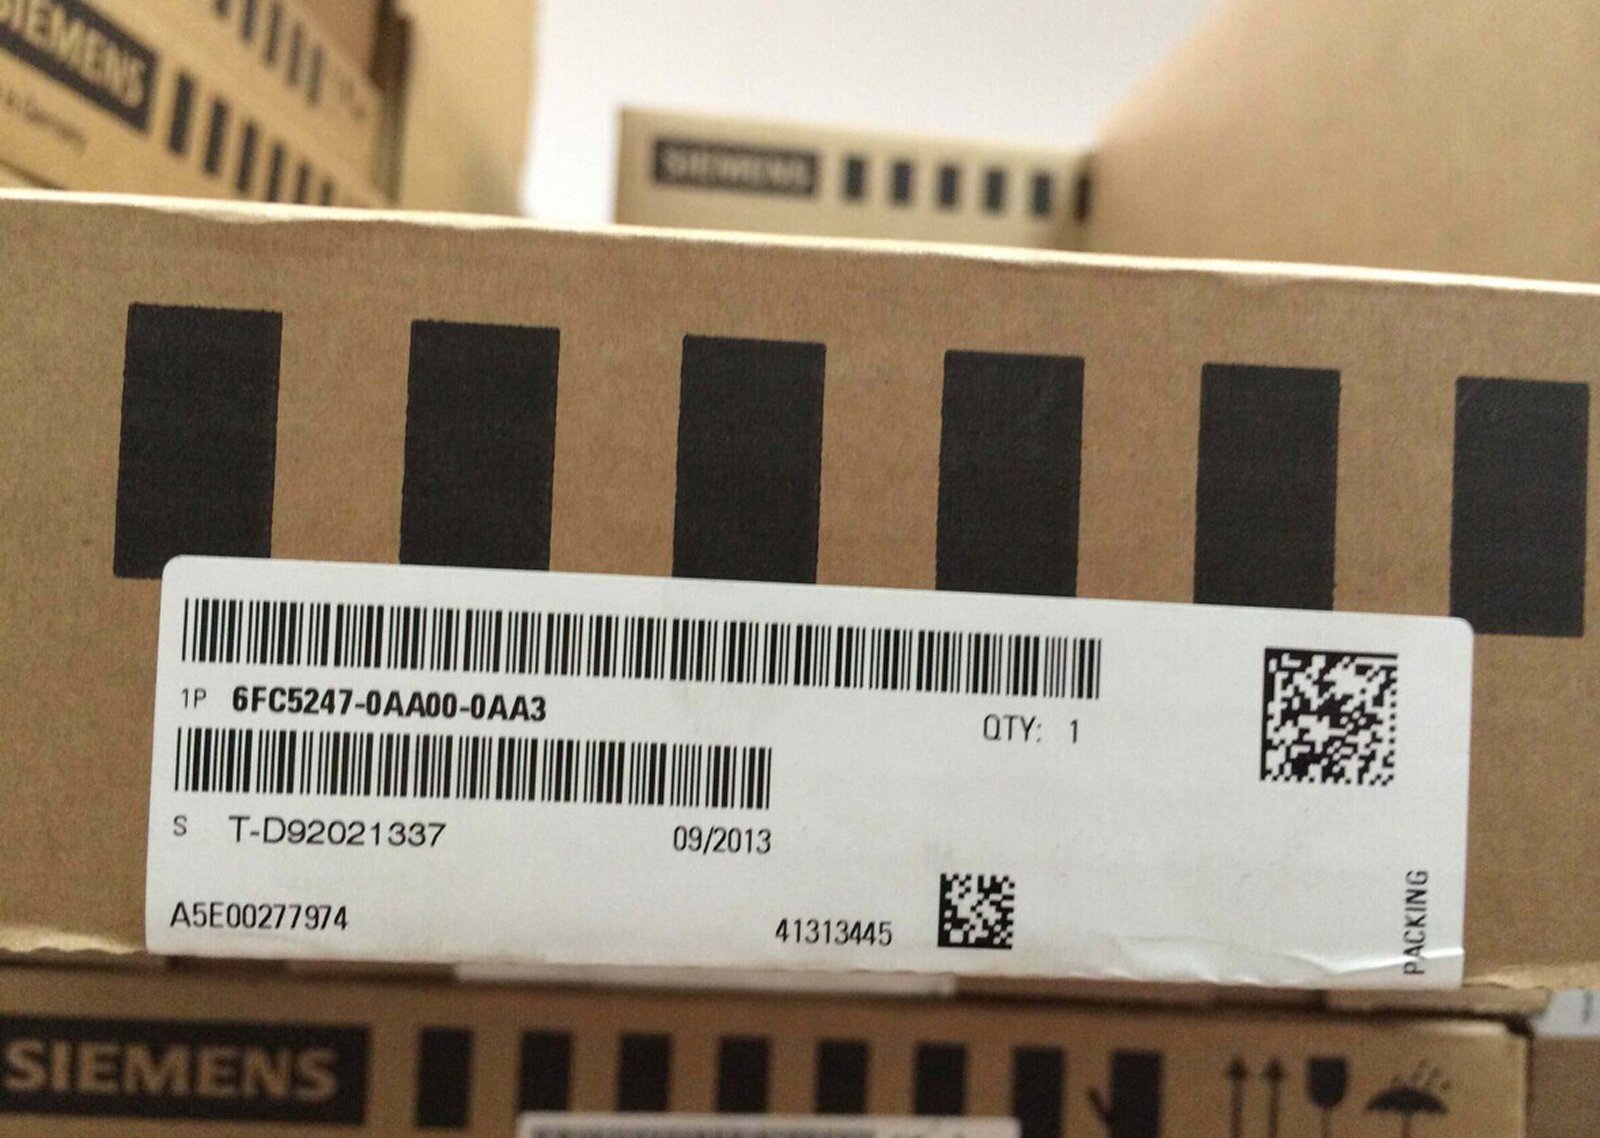 SIEMENS
SIEMENS
1P 6FC5247-0AA00-0AA3
QTY: 1
S T-D92021337 09/2013
A5E00277974 41313445
PACKING
SIEMENS